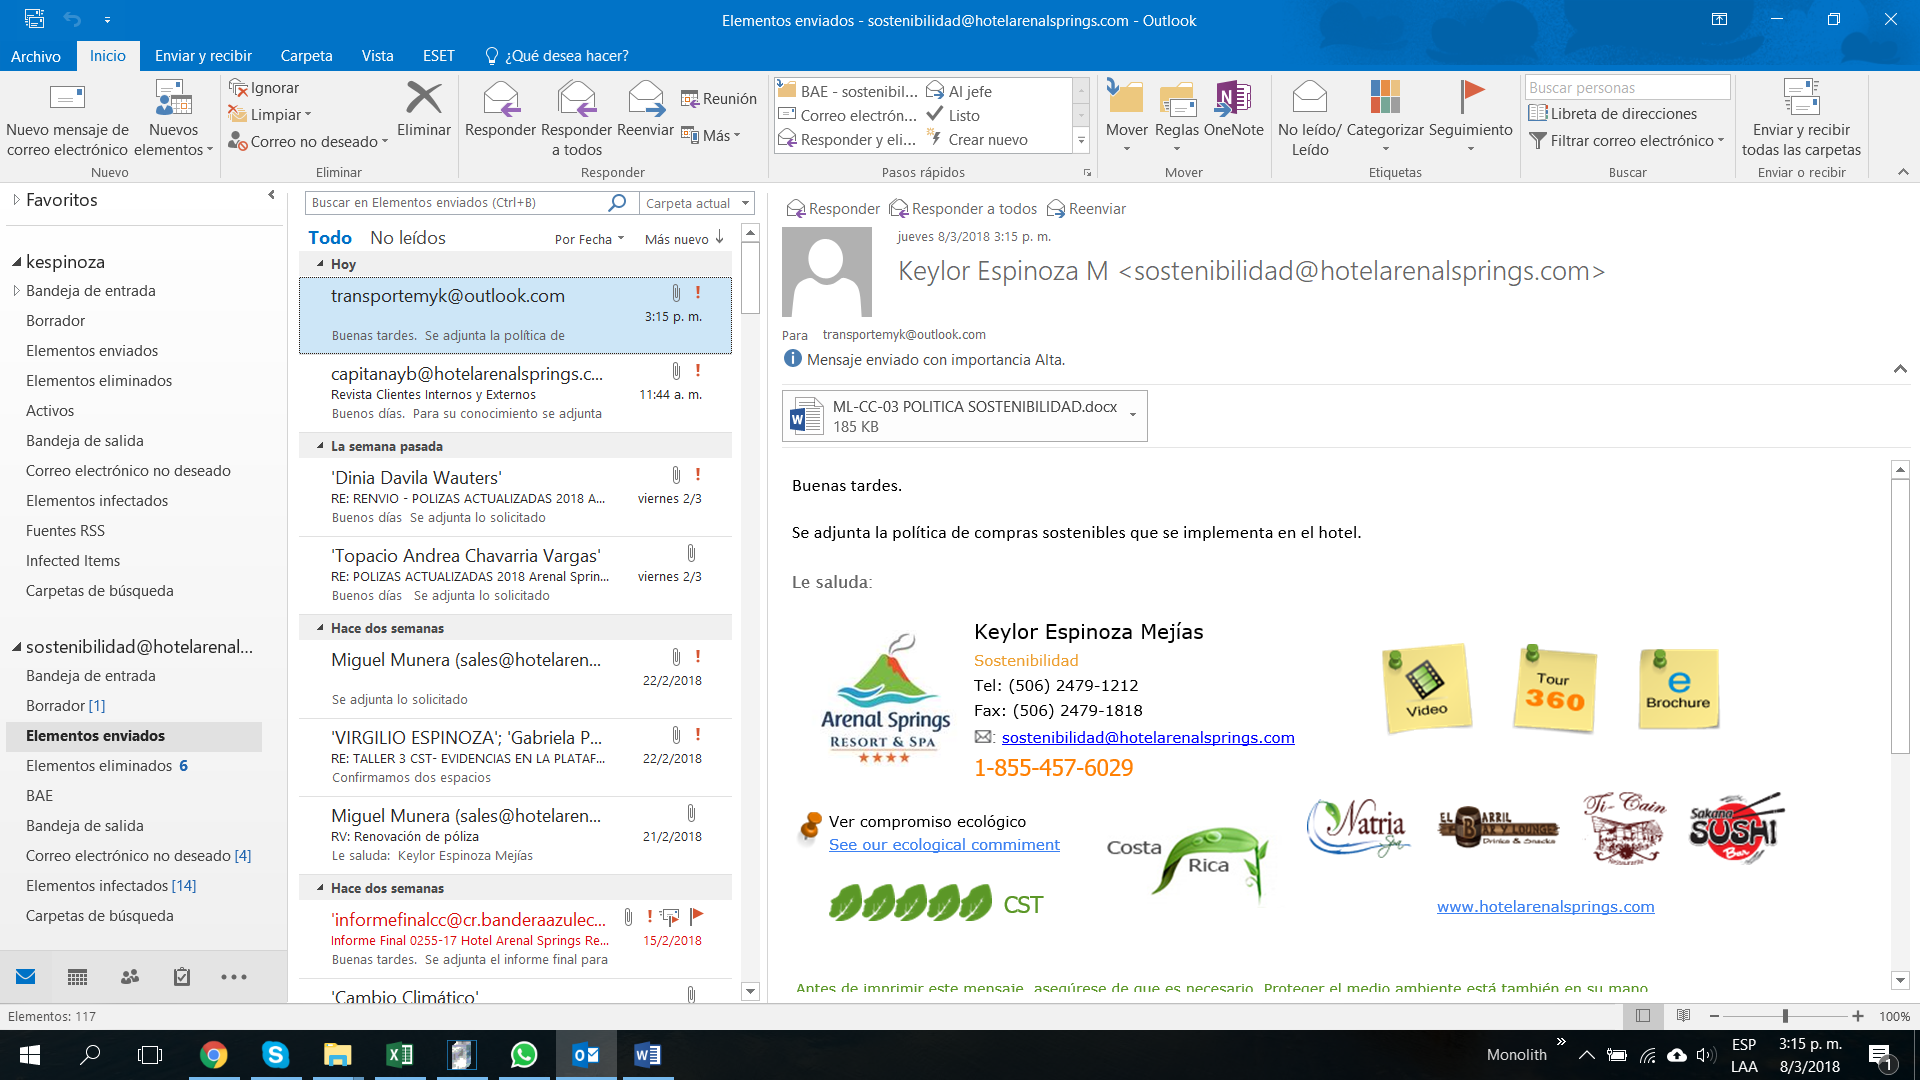 Elementos enviados - sostenibilidad@hotelarenalsprings.com - Outlook
Archivo Inicio Enviar y recibir Carpeta Vista ESET ¿Qué desea hacer?
Nuevo mensaje de correo electrónico
Nuevos elementos
Nuevo
Ignorar
Limpiar
Correo no deseado
Eliminar
Eliminar
Responder
Responder a todos
Reenviar
Reunión
Más
Responder
BAE - sostenibil...
Correo electrón...
Responder y eli...
Al jefe
Listo
Crear nuevo
Pasos rápidos
Mover
Reglas
OneNote
Mover
No leído/ Leído
Categorizar
Seguimiento
Etiquetas
Buscar personas
Libreta de direcciones
Filtrar correo electrónico
Buscar
Enviar y recibir todas las carpetas
Enviar o recibir
Favoritos
kespinoza
Bandeja de entrada
Borrador
Elementos enviados
Elementos eliminados
Activos
Bandeja de salida
Correo electrónico no deseado
Elementos infectados
Fuentes RSS
Infected Items
Carpetas de búsqueda
sostenibilidad@hotelarenal...
Bandeja de entrada
Borrador [1]
Elementos enviados
Elementos eliminados 6
BAE
Bandeja de salida
Correo electrónico no deseado [4]
Elementos infectados [14]
Carpetas de búsqueda
Buscar en Elementos enviados (Ctrl+B)
Carpeta actual
Todo No leídos Por Fecha Más nuevo
Hoy
transportemyk@outlook.com
3:15 p. m.
Buenas tardes. Se adjunta la política de
capitanayb@hotelarenalsprings.c...
Revista Clientes Internos y Externos 11:44 a. m.
Buenos días. Para su conocimiento se adjunta
La semana pasada
'Dinia Davila Wauters'
RE: RENVIO - POLIZAS ACTUALIZADAS 2018 A... viernes 2/3
Buenos días Se adjunta lo solicitado
'Topacio Andrea Chavarria Vargas'
RE: POLIZAS ACTUALIZADAS 2018 Arenal Sprin... viernes 2/3
Buenos días Se adjunta lo solicitado
Hace dos semanas
Miguel Munera (sales@hotelaren...
22/2/2018
Se adjunta lo solicitado
'VIRGILIO ESPINOZA'; 'Gabriela P...
RE: TALLER 3 CST- EVIDENCIAS EN LA PLATAF... 22/2/2018
Confirmamos dos espacios
Miguel Munera (sales@hotelaren...
RV: Renovación de póliza 21/2/2018
Le saluda: Keylor Espinoza Mejías
Hace dos semanas
'informefinalcc@cr.banderaazulec...
Informe Final 0255-17 Hotel Arenal Springs Re... 15/2/2018
Buenas tardes. Se adjunta el informe final para
'Cambio Climático'
Responder Responder a todos Reenviar
jueves 8/3/2018 3:15 p. m.
Keylor Espinoza M <sostenibilidad@hotelarenalsprings.com>
Para transportemyk@outlook.com
Mensaje enviado con importancia Alta.
ML-CC-03 POLITICA SOSTENIBILIDAD.docx
185 KB
Buenas tardes.
Se adjunta la política de compras sostenibles que se implementa en el hotel.
Le saluda:
Arenal Springs
RESORT & SPA
Keylor Espinoza Mejías
Sostenibilidad
Tel: (506) 2479-1212
Fax: (506) 2479-1818
: sostenibilidad@hotelarenalsprings.com
1-855-457-6029
Video
Tour
360
e
Brochure
Ver compromiso ecológico
See our ecological commiment
CST
Costa
Rica
Natria
Spa
EL BARRIL
BAR Y LOUNGE
Drinks & Snacks
Ti-Cain
Restaurante
Sakana
SUSHI
Bar
www.hotelarenalsprings.com
Antes de imprimir este mensaje, asegúrese de que es necesario. Proteger el medio ambiente está también en su mano
Elementos: 117
100%
Monolith
ESP
LAA
3:15 p. m.
8/3/2018
1